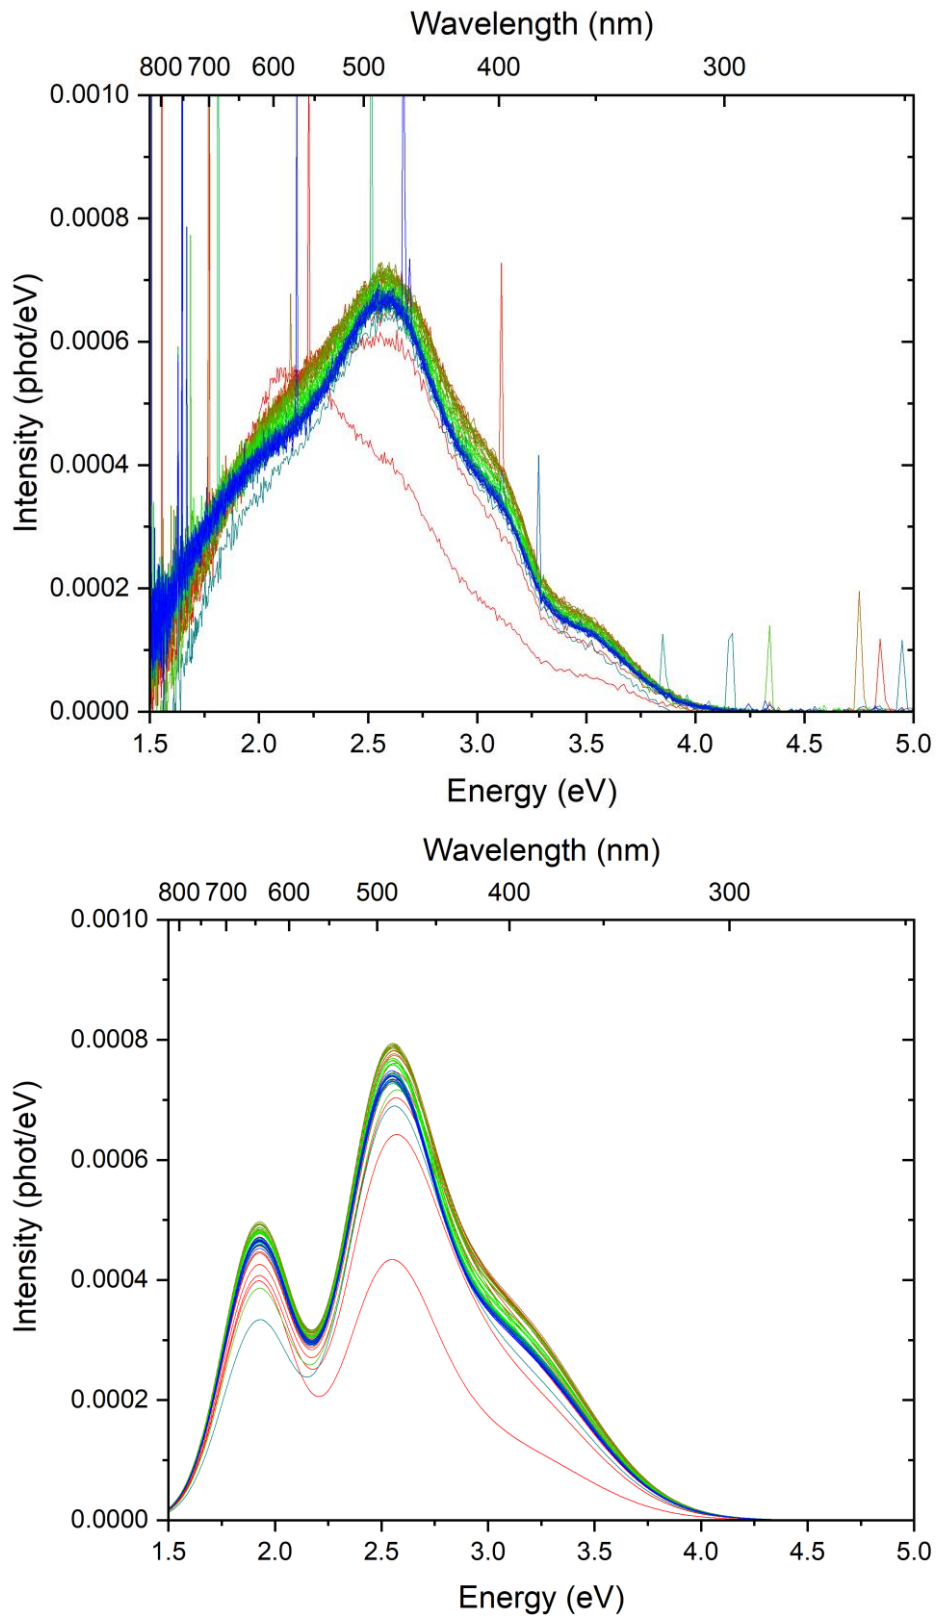 Wavelength (nm)
800 700 600 500 400 300
0.0010
0.0008
0.0006
0.0004
0.0002
0.0000
Intensity (phot/eV)
1.5 2.0 2.5 3.0 3.5 4.0 4.5 5.0
Energy (eV)
Wavelength (nm)
800 700 600 500 400 300
0.0010
0.0008
0.0006
0.0004
0.0002
0.0000
Intensity (phot/eV)
1.5 2.0 2.5 3.0 3.5 4.0 4.5 5.0
Energy (eV)